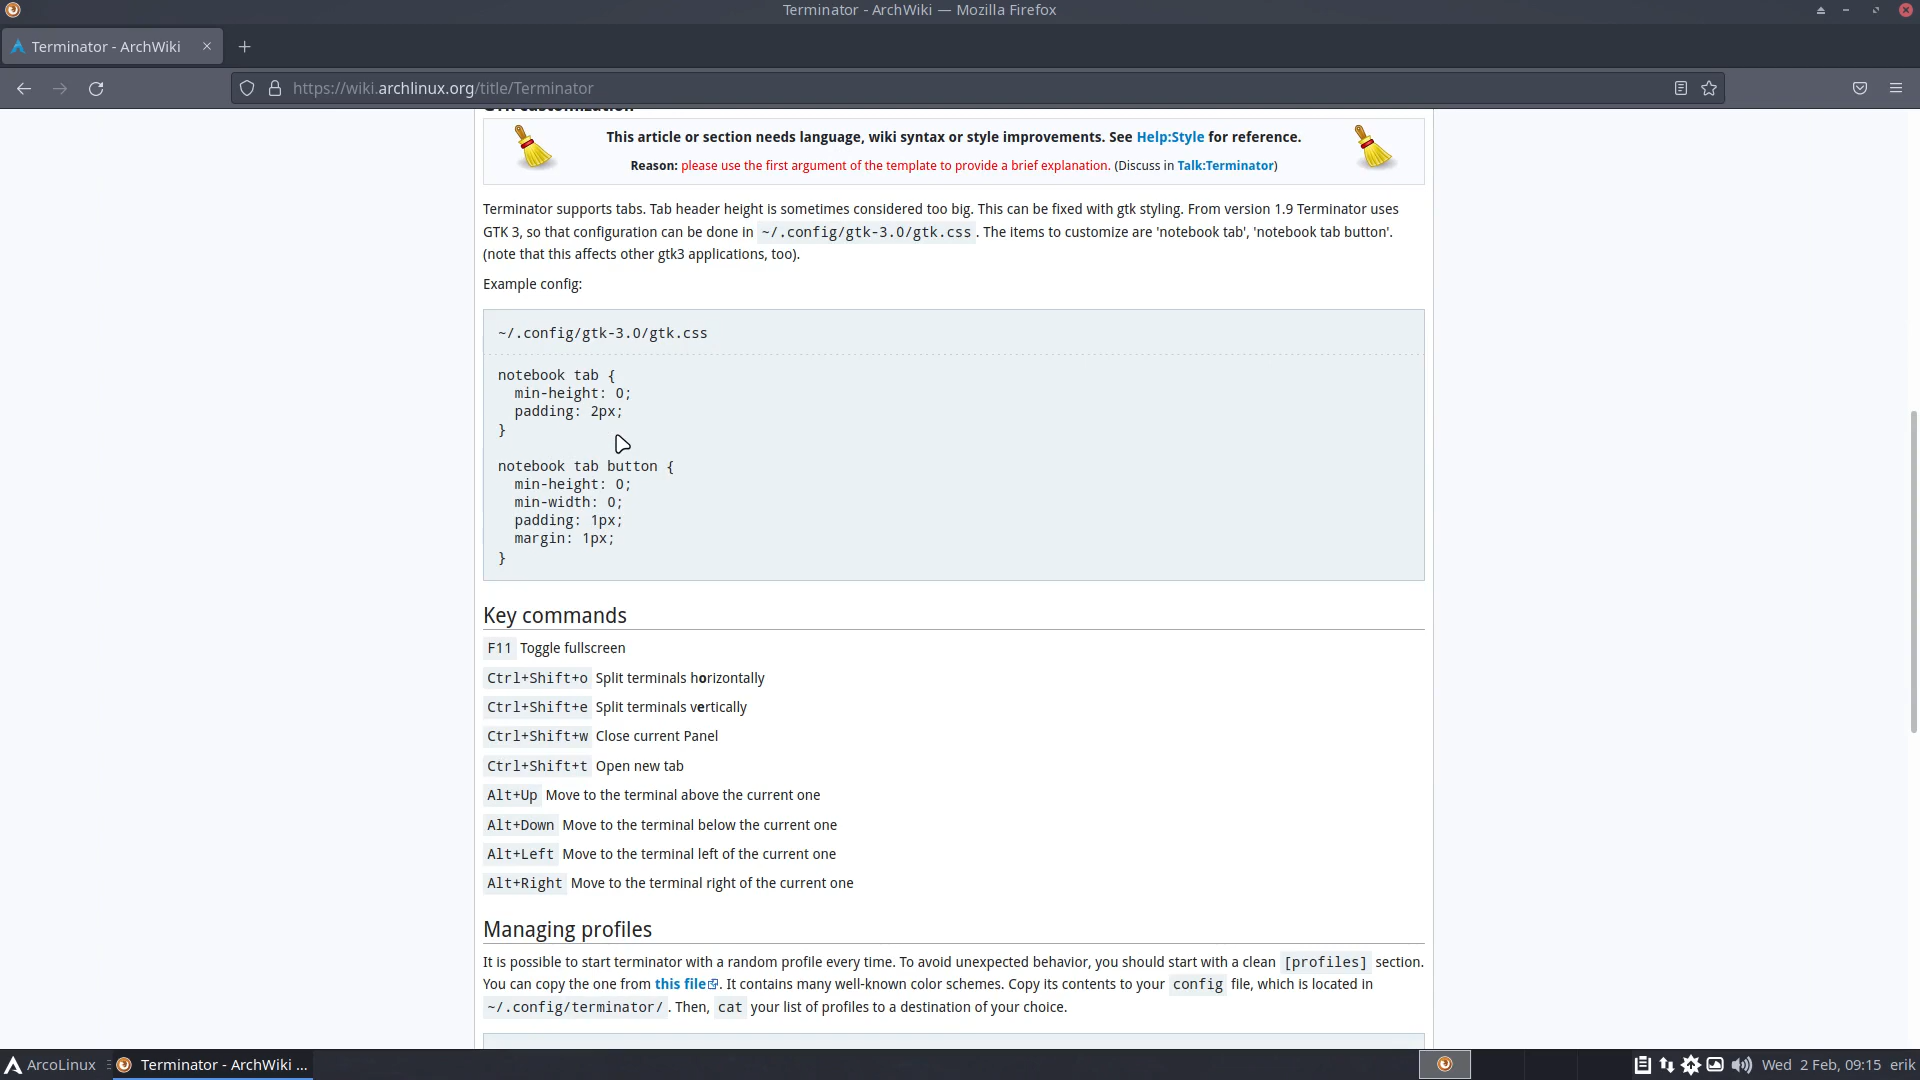 Terminator - ArchWiki — Mozilla Firefox
Terminator - ArchWiki
https://wiki.archlinux.org/title/Terminator
This article or section needs language, wiki syntax or style improvements. See Help:Style for reference.
Reason: please use the first argument of the template to provide a brief explanation. (Discuss in Talk:Terminator)
Terminator supports tabs. Tab header height is sometimes considered too big. This can be fixed with gtk styling. From version 1.9 Terminator uses
GTK 3, so that configuration can be done in ~/.config/gtk-3.0/gtk.css. The items to customize are 'notebook tab', 'notebook tab button'.
(note that this affects other gtk3 applications, too).
Example config:
~/.config/gtk-3.0/gtk.css
notebook tab {
  min-height: 0;
  padding: 2px;
}
notebook tab button {
  min-height: 0;
  min-width: 0;
  padding: 1px;
  margin: 1px;
}
Key commands
F11 Toggle fullscreen
Ctrl+Shift+o Split terminals horizontally
Ctrl+Shift+e Split terminals vertically
Ctrl+Shift+w Close current Panel
Ctrl+Shift+t Open new tab
Alt+Up Move to the terminal above the current one
Alt+Down Move to the terminal below the current one
Alt+Left Move to the terminal left of the current one
Alt+Right Move to the terminal right of the current one
Managing profiles
It is possible to start terminator with a random profile every time. To avoid unexpected behavior, you should start with a clean [profiles] section.
You can copy the one from this file. It contains many well-known color schemes. Copy its contents to your config file, which is located in
~/.config/terminator/. Then, cat your list of profiles to a destination of your choice.
ArcoLinux
Terminator - ArchWiki ...
Wed 2 Feb, 09:15 erik